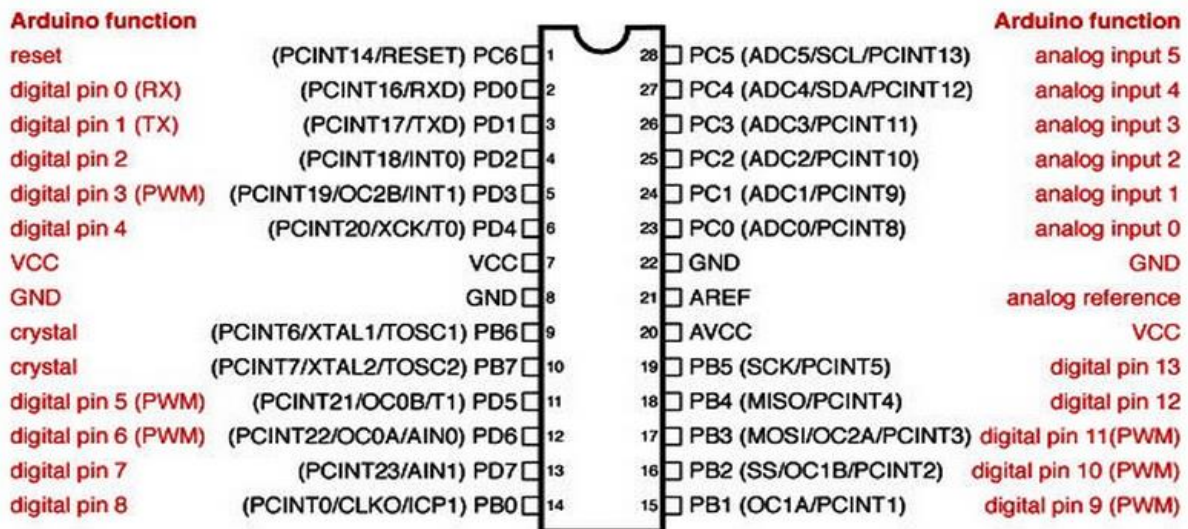 Arduino function Arduino function
reset (PCINT14/RESET) PC6 1 28 PC5 (ADC5/SCL/PCINT13) analog input 5
digital pin 0 (RX) (PCINT16/RXD) PD0 2 27 PC4 (ADC4/SDA/PCINT12) analog input 4
digital pin 1 (TX) (PCINT17/TXD) PD1 3 26 PC3 (ADC3/PCINT11) analog input 3
digital pin 2 (PCINT18/INT0) PD2 4 25 PC2 (ADC2/PCINT10) analog input 2
digital pin 3 (PWM) (PCINT19/OC2B/INT1) PD3 5 24 PC1 (ADC1/PCINT9) analog input 1
digital pin 4 (PCINT20/XCK/T0) PD4 6 23 PC0 (ADC0/PCINT8) analog input 0
VCC VCC 7 22 GND GND
GND GND 8 21 AREF analog reference
crystal (PCINT6/XTAL1/TOSC1) PB6 9 20 AVCC VCC
crystal (PCINT7/XTAL2/TOSC2) PB7 10 19 PB5 (SCK/PCINT5) digital pin 13
digital pin 5 (PWM) (PCINT21/OC0B/T1) PD5 11 18 PB4 (MISO/PCINT4) digital pin 12
digital pin 6 (PWM) (PCINT22/OC0A/AIN0) PD6 12 17 PB3 (MOSI/OC2A/PCINT3) digital pin 11(PWM)
digital pin 7 (PCINT23/AIN1) PD7 13 16 PB2 (SS/OC1B/PCINT2) digital pin 10 (PWM)
digital pin 8 (PCINT0/CLKO/ICP1) PB0 14 15 PB1 (OC1A/PCINT1) digital pin 9 (PWM)